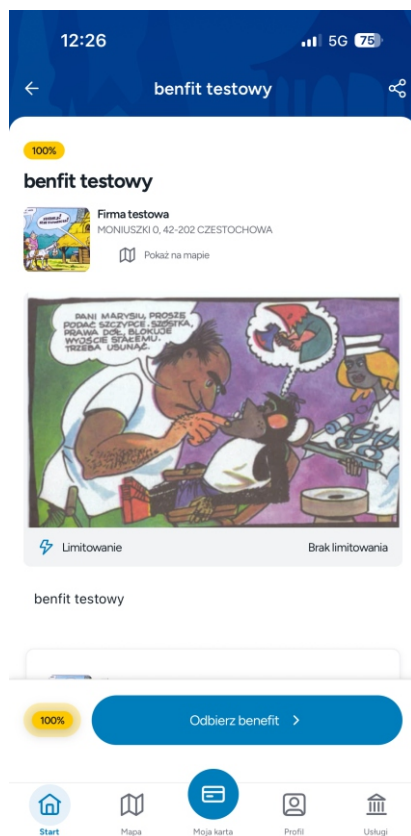 12:26
5G 75
benfit testowy
100%
benfit testowy
Firma testowa
MONIUSZKI 0, 42-202 CZESTOCHOWA
Pokaż na mapie
PANI MARYSIU, PROSZĘ
PODAĆ SZCZYPCE. SZÓSTKA,
PRAWA DÓŁ, BLOKUJE
WYJŚCIE STAŁEMU.
TRZEBA USUNĄĆ.
Limitowanie
Brak limitowania
benfit testowy
100%
Odbierz benefit
Start
Mapa
Moja karta
Profil
Usługi